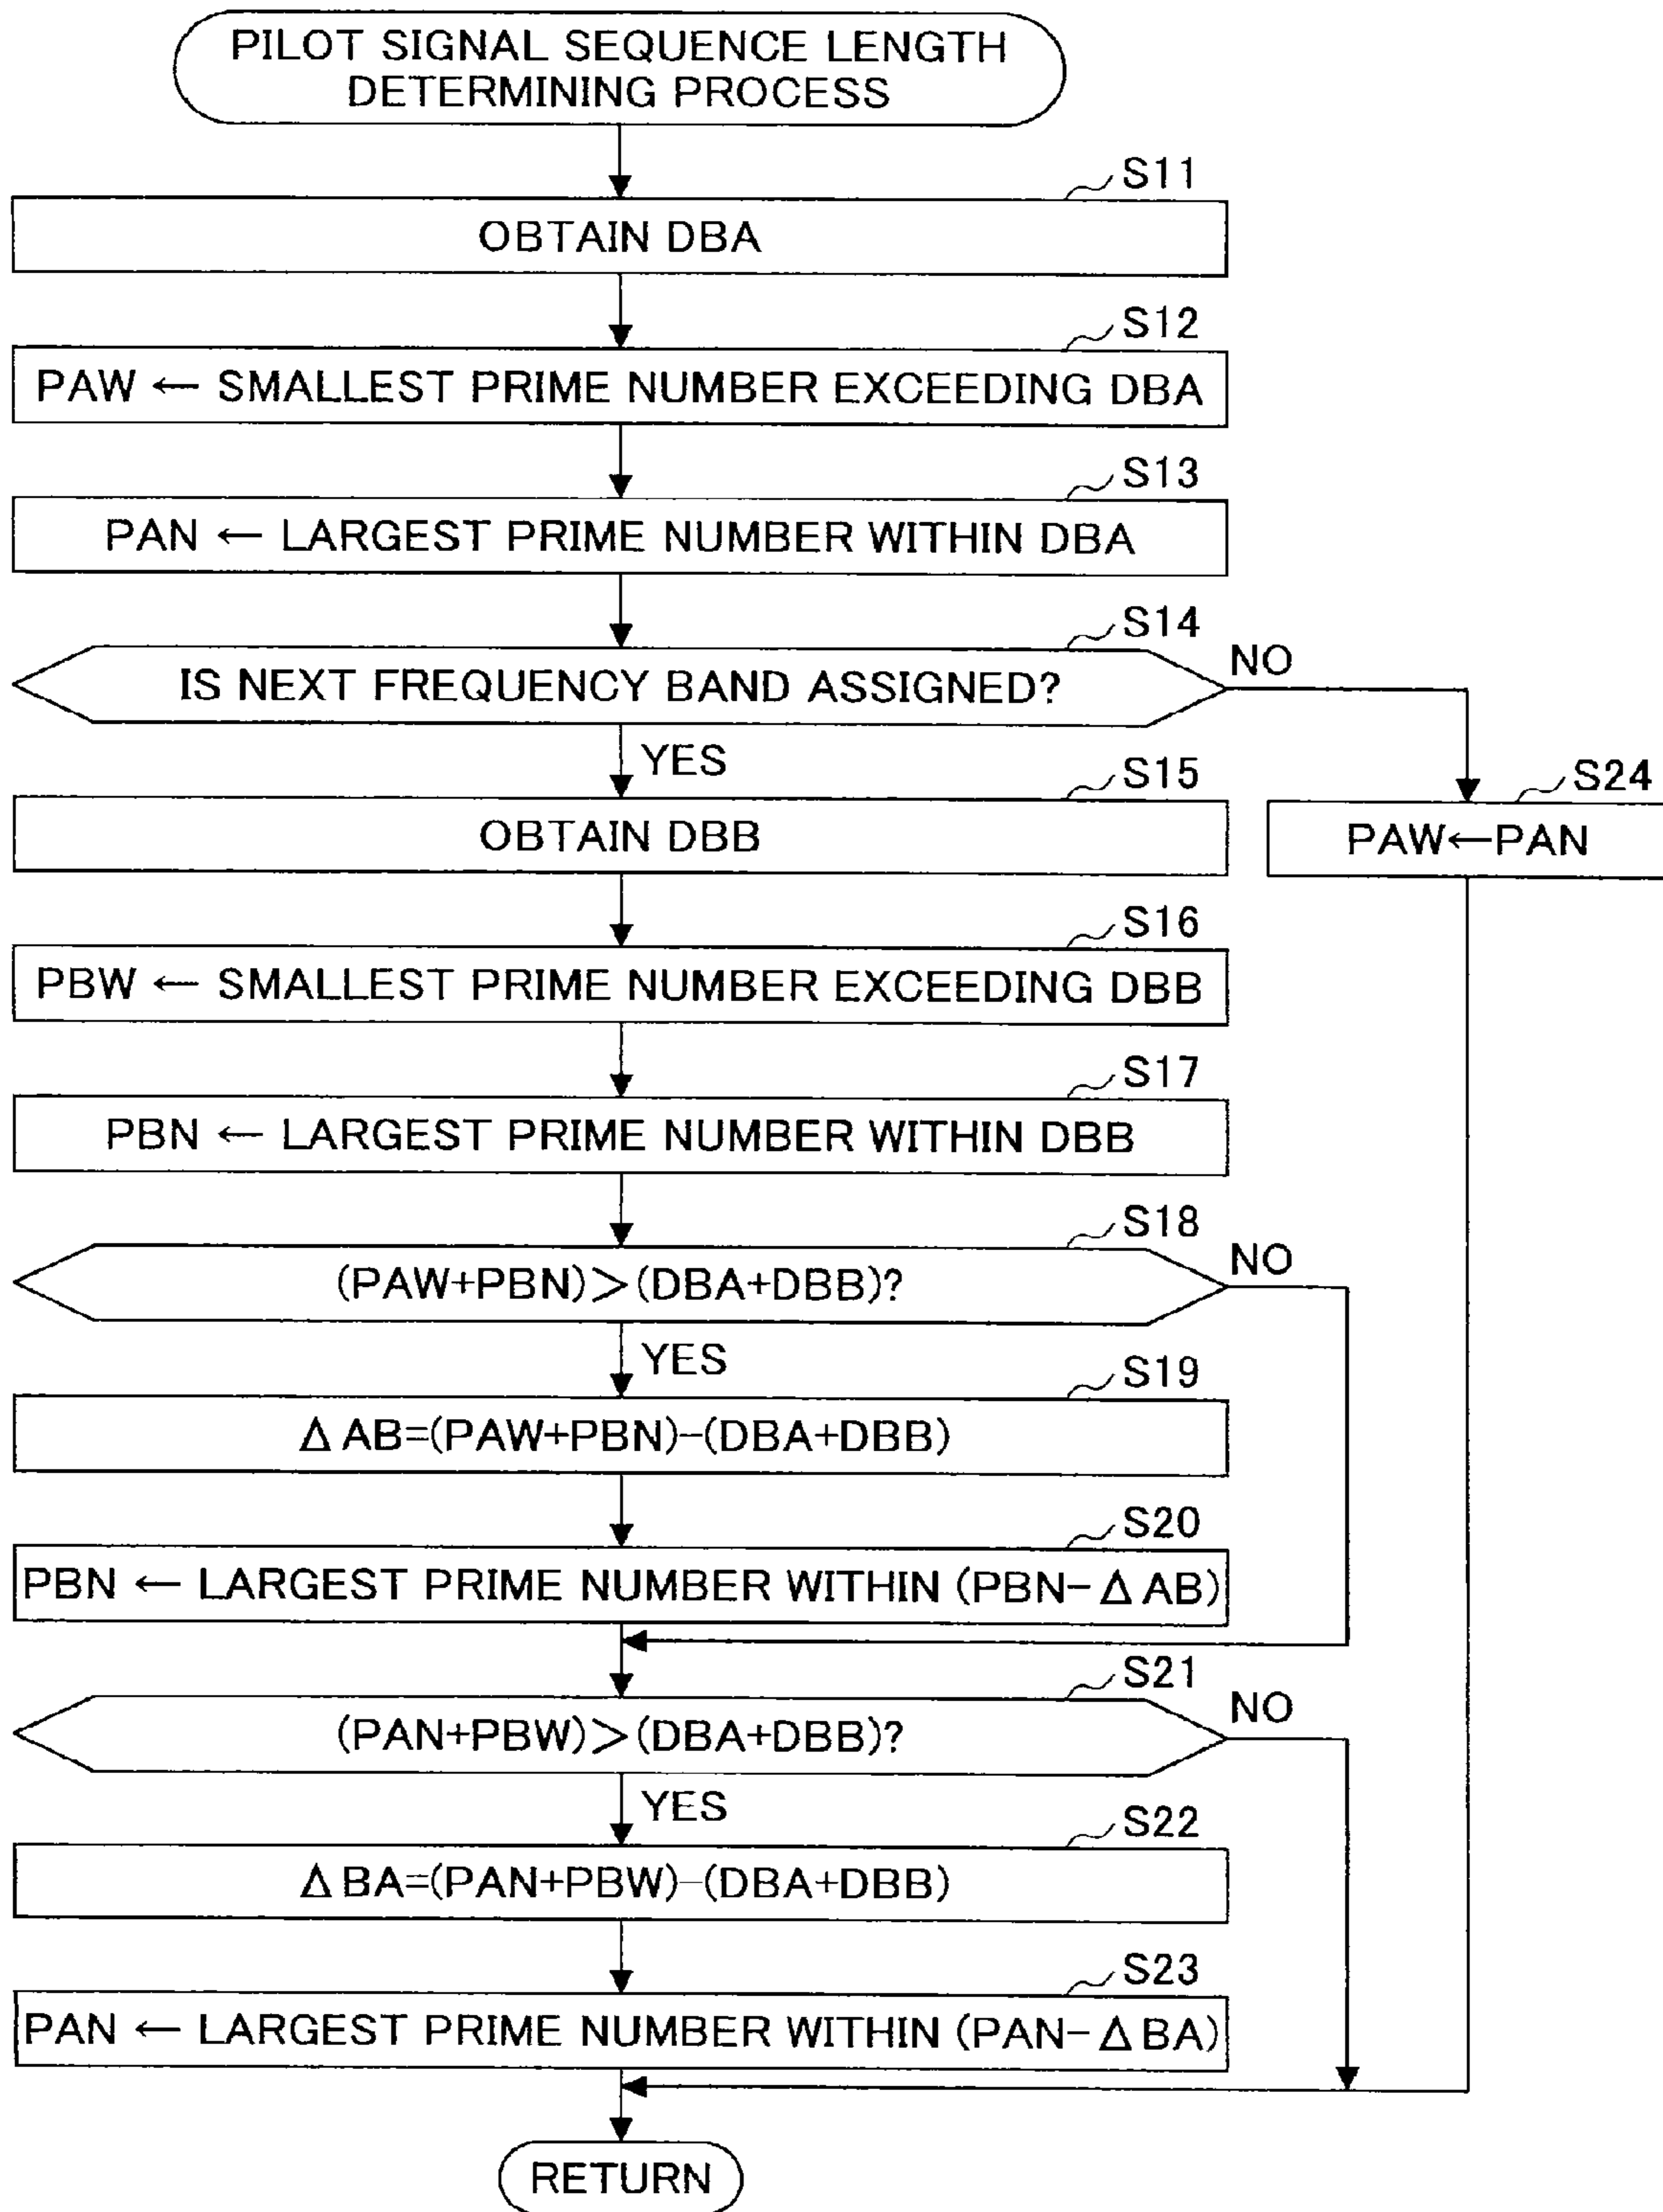 PILOT SIGNAL SEQUENCE LENGTH
DETERMINING PROCESS
S11
OBTAIN DBA
S12
PAW ← SMALLEST PRIME NUMBER EXCEEDING DBA
S13
PAN ← LARGEST PRIME NUMBER WITHIN DBA
S14
IS NEXT FREQUENCY BAND ASSIGNED?
NO
YES
S15
OBTAIN DBB
S24
PAW←PAN
S16
PBW ← SMALLEST PRIME NUMBER EXCEEDING DBB
S17
PBN ← LARGEST PRIME NUMBER WITHIN DBB
S18
(PAW+PBN)>(DBA+DBB)?
NO
YES
S19
Δ AB=(PAW+PBN)-(DBA+DBB)
S20
PBN ← LARGEST PRIME NUMBER WITHIN (PBN-Δ AB)
S21
(PAN+PBW)>(DBA+DBB)?
NO
YES
S22
Δ BA=(PAN+PBW)-(DBA+DBB)
S23
PAN ← LARGEST PRIME NUMBER WITHIN (PAN-Δ BA)
RETURN